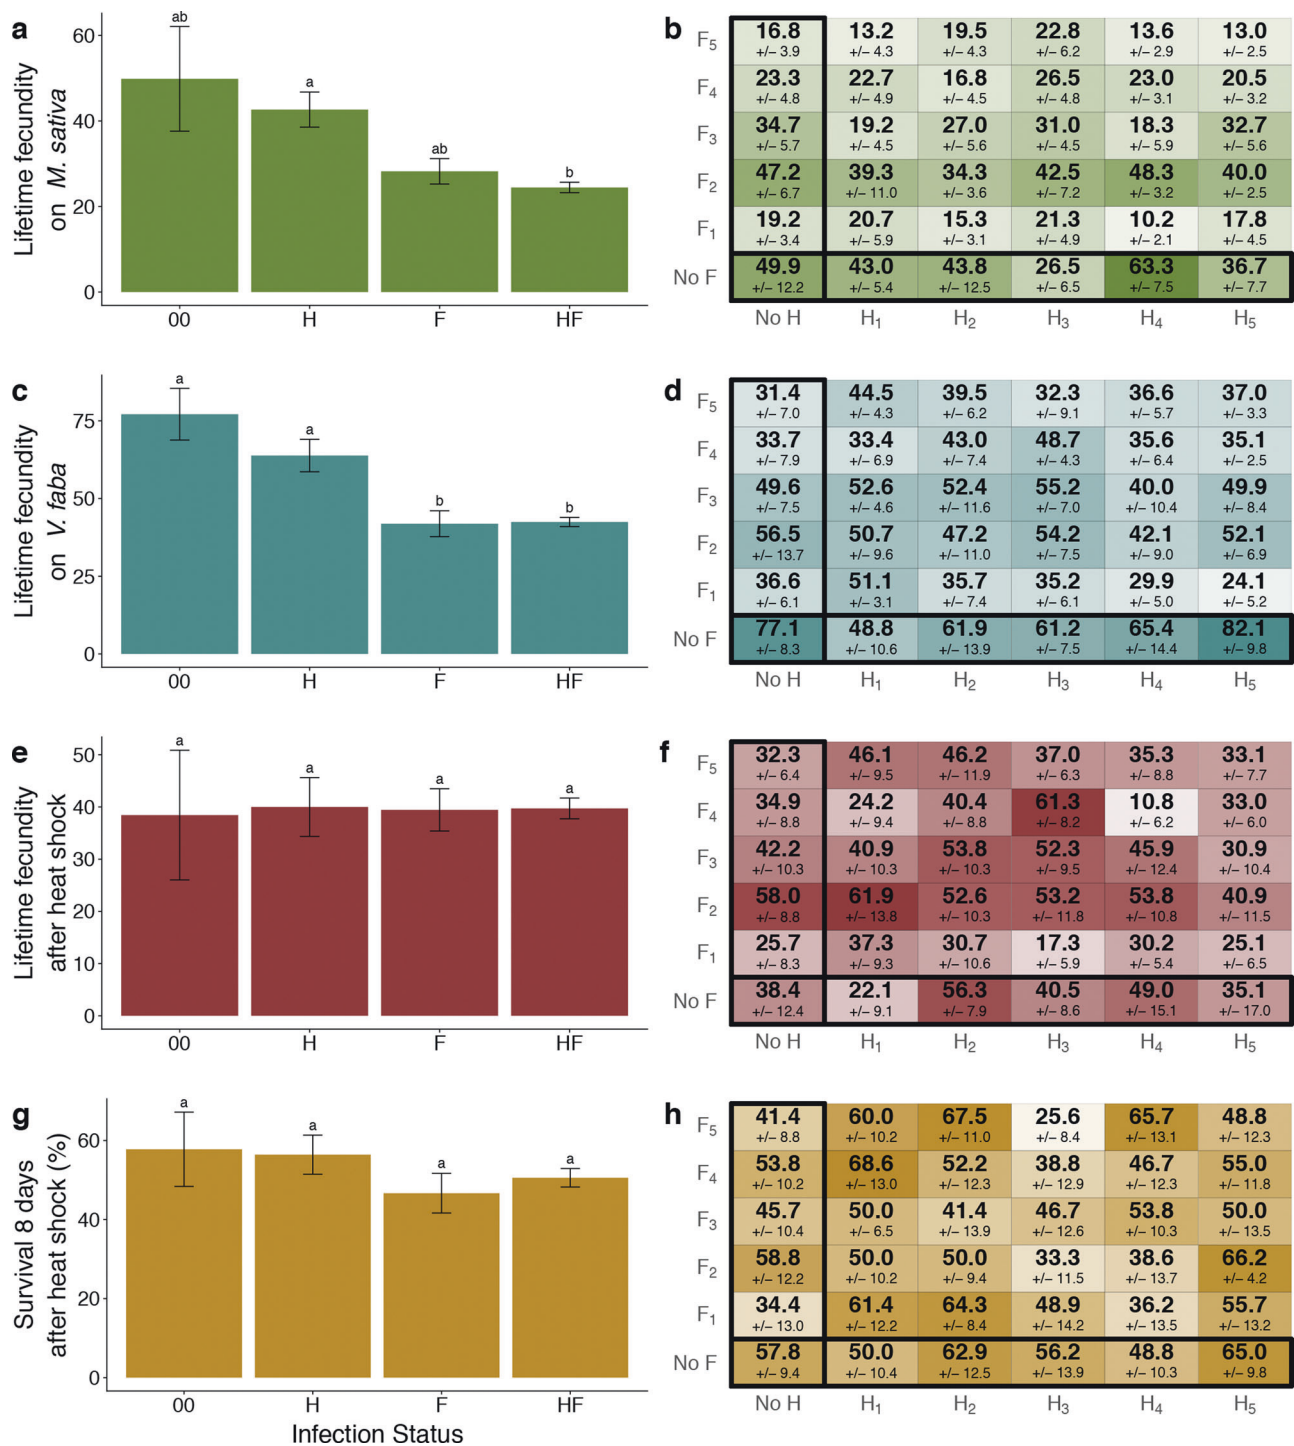 a
Lifetime fecundity
on M. sativa
60
40
20
0
ab
a
ab
b
00 H F HF
b
F5 16.8 13.2 19.5 22.8 13.6 13.0
+/− 3.9 +/− 4.3 +/− 4.3 +/− 6.2 +/− 2.9 +/− 2.5
F4 23.3 22.7 16.8 26.5 23.0 20.5
+/− 4.8 +/− 4.9 +/− 4.5 +/− 4.8 +/− 3.1 +/− 3.2
F3 34.7 19.2 27.0 31.0 18.3 32.7
+/− 5.7 +/− 4.5 +/− 5.6 +/− 4.5 +/− 5.9 +/− 5.6
F2 47.2 39.3 34.3 42.5 48.3 40.0
+/− 6.7 +/− 11.0 +/− 3.6 +/− 7.2 +/− 3.2 +/− 2.5
F1 19.2 20.7 15.3 21.3 10.2 17.8
+/− 3.4 +/− 5.9 +/− 3.1 +/− 4.9 +/− 2.1 +/− 4.5
No F 49.9 43.0 43.8 26.5 63.3 36.7
+/− 12.2 +/− 5.4 +/− 12.5 +/− 6.5 +/− 7.5 +/− 7.7
No H H1 H2 H3 H4 H5
c
Lifetime fecundity
on V. faba
75
50
25
0
a
a
b
b
00 H F HF
d
F5 31.4 44.5 39.5 32.3 36.6 37.0
+/− 7.0 +/− 4.3 +/− 6.2 +/− 9.1 +/− 5.7 +/− 3.3
F4 33.7 33.4 43.0 48.7 35.6 35.1
+/− 7.9 +/− 6.9 +/− 7.4 +/− 4.3 +/− 6.4 +/− 2.5
F3 49.6 52.6 52.4 55.2 40.0 49.9
+/− 7.5 +/− 4.6 +/− 11.6 +/− 7.0 +/− 10.4 +/− 8.4
F2 56.5 50.7 47.2 54.2 42.1 52.1
+/− 13.7 +/− 9.6 +/− 11.0 +/− 7.5 +/− 9.0 +/− 6.9
F1 36.6 51.1 35.7 35.2 29.9 24.1
+/− 6.1 +/− 3.1 +/− 7.4 +/− 6.1 +/− 5.0 +/− 5.2
No F 77.1 48.8 61.9 61.2 65.4 82.1
+/− 8.3 +/− 10.6 +/− 13.9 +/− 7.5 +/− 14.4 +/− 9.8
No H H1 H2 H3 H4 H5
e
Lifetime fecundity
after heat shock
50
40
30
20
10
0
a
a
a
a
00 H F HF
f
F5 32.3 46.1 46.2 37.0 35.3 33.1
+/− 6.4 +/− 9.5 +/− 11.9 +/− 6.3 +/− 8.8 +/− 7.7
F4 34.9 24.2 40.4 61.3 10.8 33.0
+/− 8.8 +/− 9.4 +/− 8.8 +/− 8.2 +/− 6.2 +/− 6.0
F3 42.2 40.9 53.8 52.3 45.9 30.9
+/− 10.3 +/− 10.3 +/− 10.3 +/− 9.5 +/− 12.4 +/− 10.4
F2 58.0 61.9 52.6 53.2 53.8 40.9
+/− 8.8 +/− 13.8 +/− 10.3 +/− 11.8 +/− 10.8 +/− 11.5
F1 25.7 37.3 30.7 17.3 30.2 25.1
+/− 8.3 +/− 9.3 +/− 10.6 +/− 5.9 +/− 5.4 +/− 6.5
No F 38.4 22.1 56.3 40.5 49.0 35.1
+/− 12.4 +/− 9.1 +/− 7.9 +/− 8.6 +/− 15.1 +/− 17.0
No H H1 H2 H3 H4 H5
g
Survival 8 days
after heat shock (%)
60
40
20
0
a
a
a
a
00 H F HF
Infection Status
h
F5 41.4 60.0 67.5 25.6 65.7 48.8
+/− 8.8 +/− 10.2 +/− 11.0 +/− 8.4 +/− 13.1 +/− 12.3
F4 53.8 68.6 52.2 38.8 46.7 55.0
+/− 10.2 +/− 13.0 +/− 12.3 +/− 12.9 +/− 12.3 +/− 11.8
F3 45.7 50.0 41.4 46.7 53.8 50.0
+/− 10.4 +/− 6.5 +/− 13.9 +/− 12.6 +/− 10.3 +/− 13.5
F2 58.8 50.0 50.0 33.3 38.6 66.2
+/− 12.2 +/− 10.2 +/− 9.4 +/− 11.5 +/− 13.7 +/− 4.2
F1 34.4 61.4 64.3 48.9 36.2 55.7
+/− 13.0 +/− 12.2 +/− 8.4 +/− 14.2 +/− 13.5 +/− 13.2
No F 57.8 50.0 62.9 56.2 48.8 65.0
+/− 9.4 +/− 10.4 +/− 12.5 +/− 13.9 +/− 10.3 +/− 9.8
No H H1 H2 H3 H4 H5